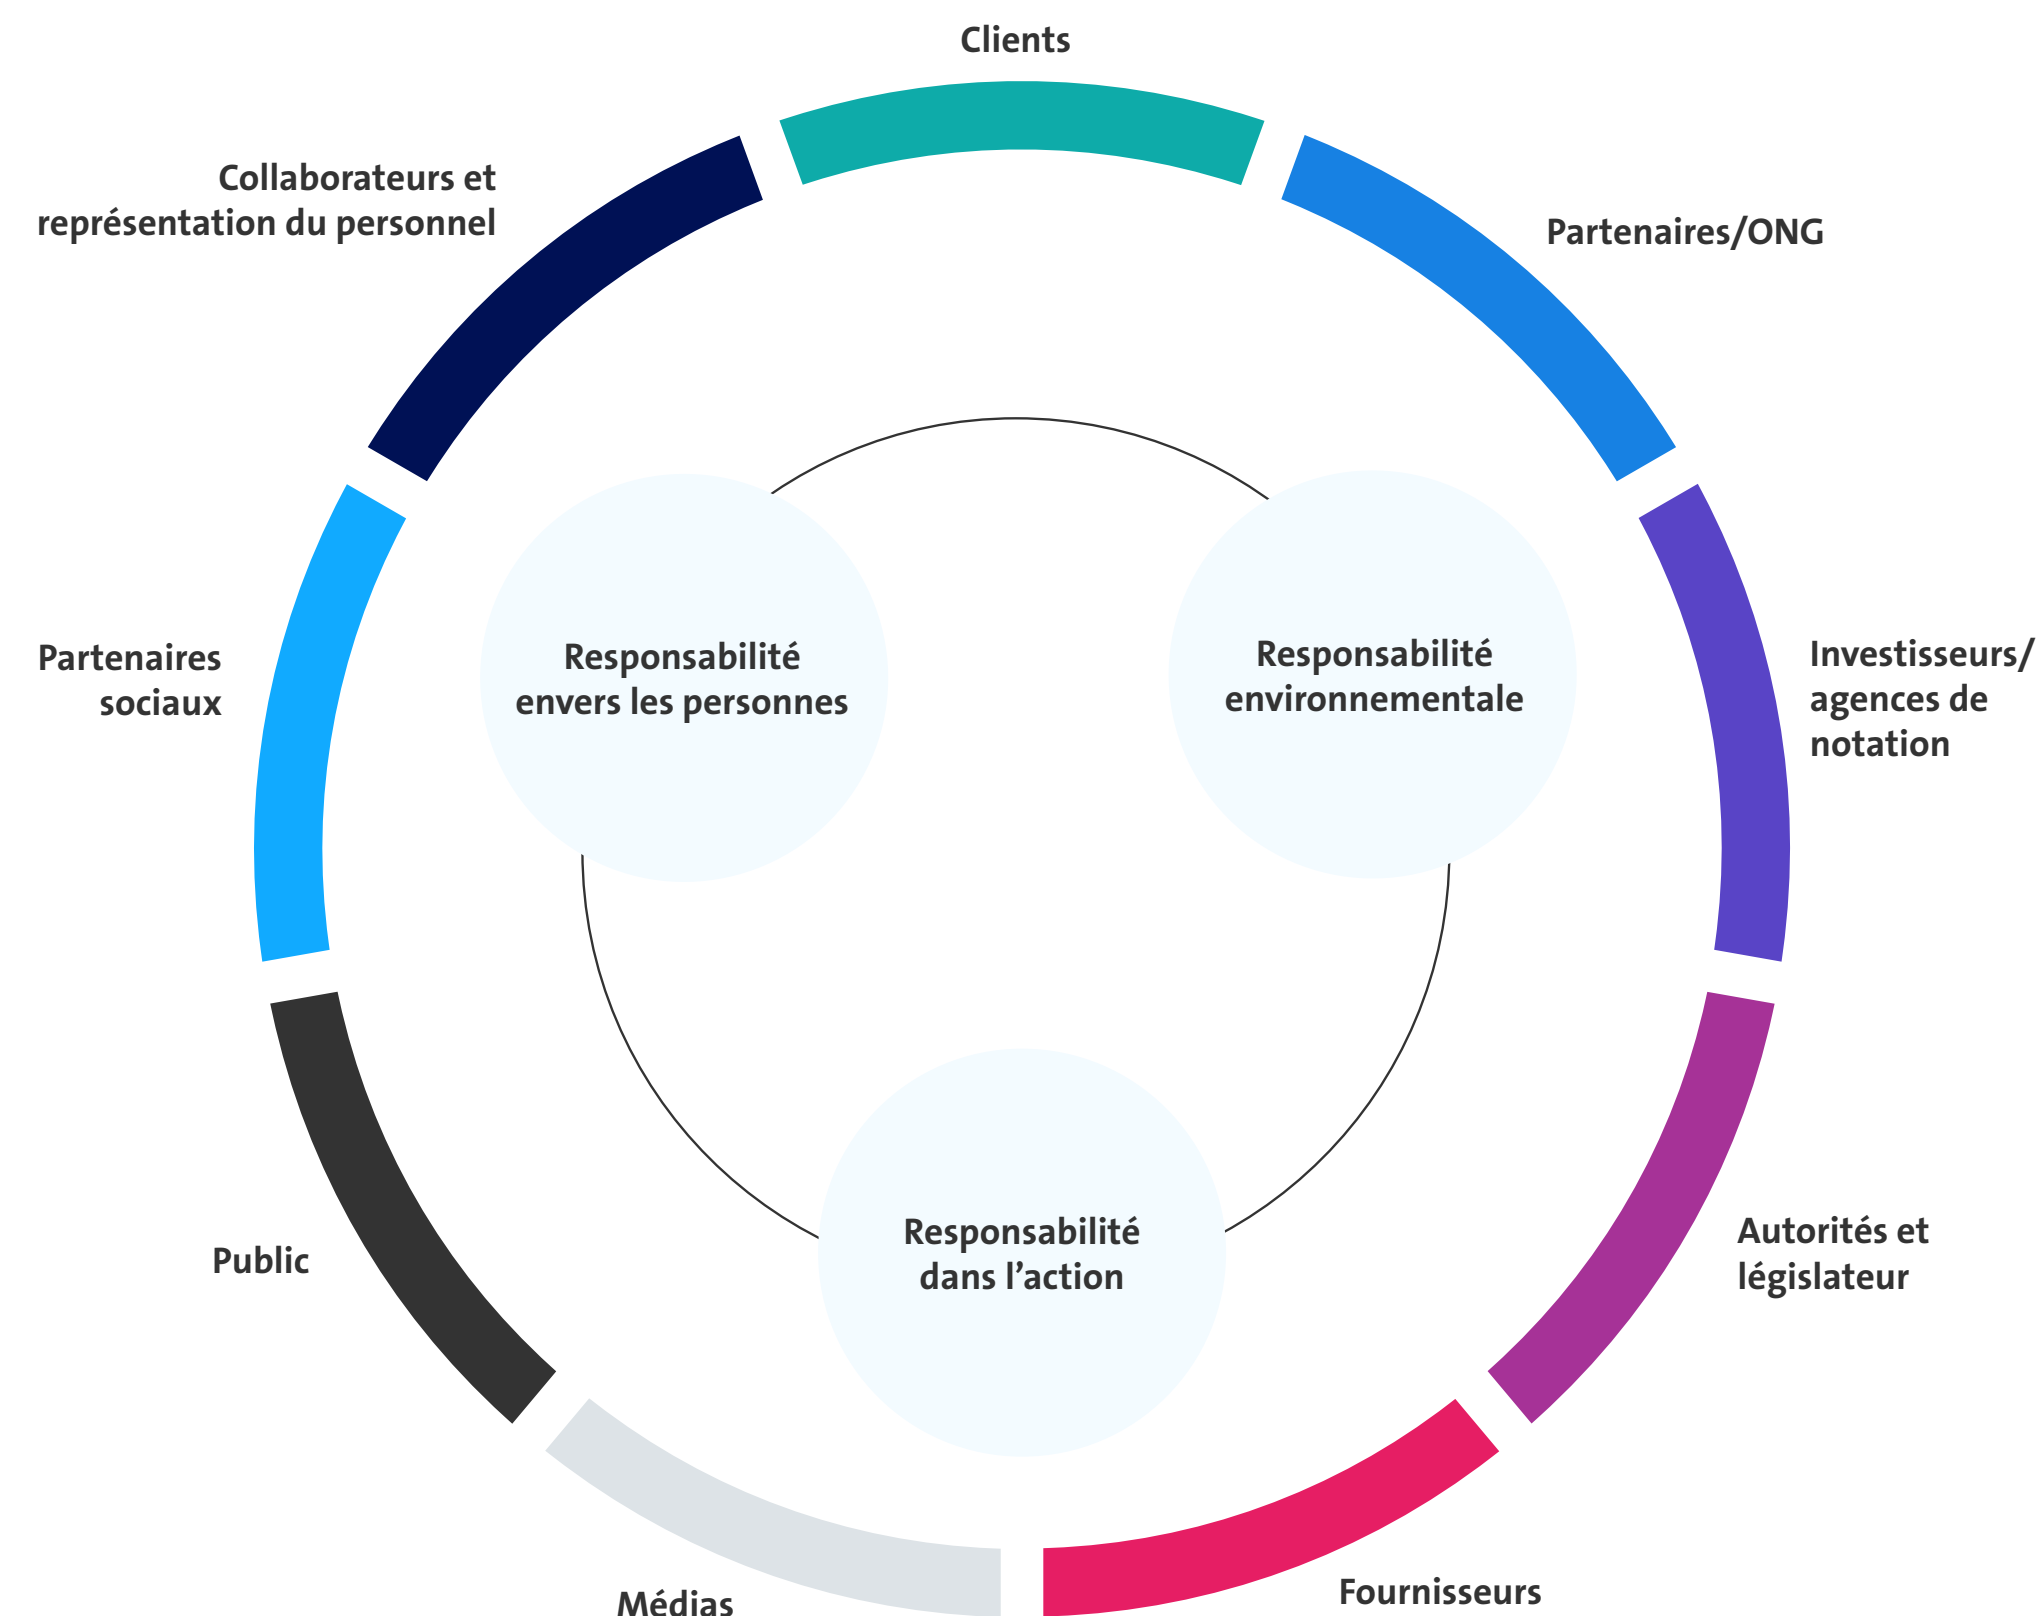 Clients
Collaborateurs et
représentation du personnel
Partenaires/ONG
Partenaires
sociaux
Responsabilité
envers les personnes
Responsabilité
environnementale
Investisseurs/
agences de
notation
Public
Responsabilité
dans l’action
Autorités et
législateur
Médias
Fournisseurs